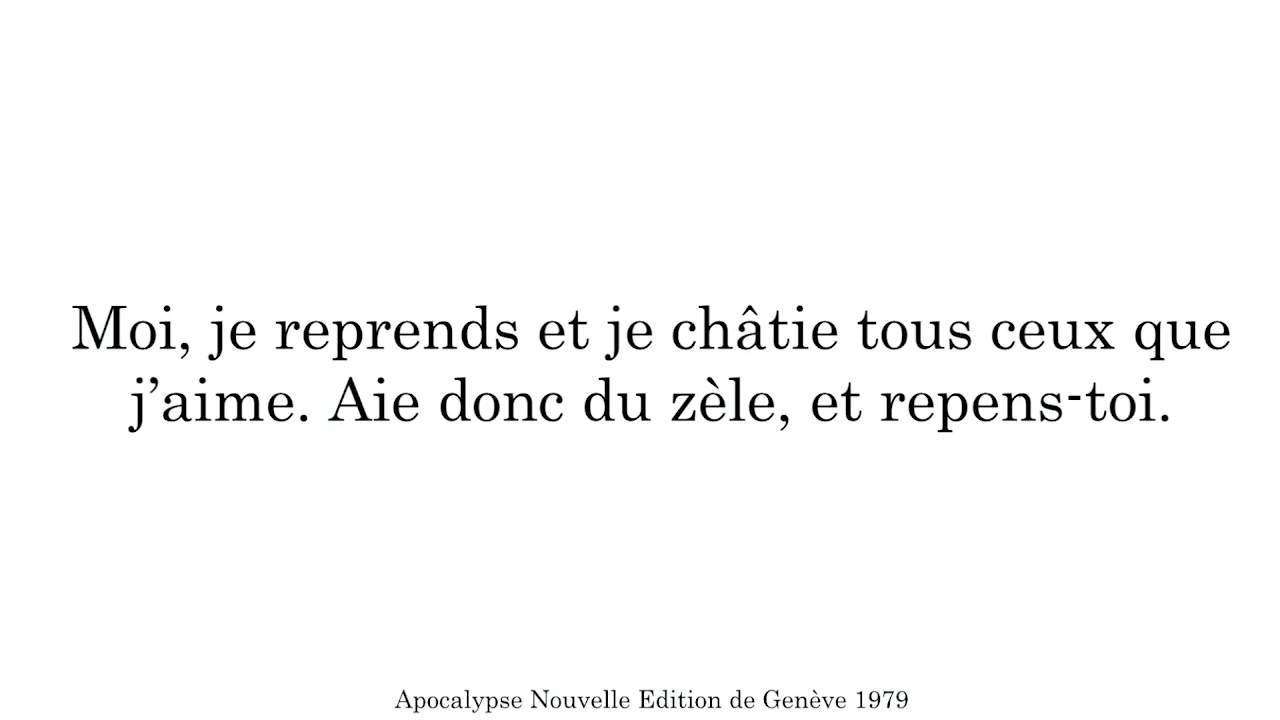 Moi, je reprends et je châtie tous ceux que
j’aime. Aie donc du zèle, et repens-toi.
Apocalypse Nouvelle Edition de Genève 1979